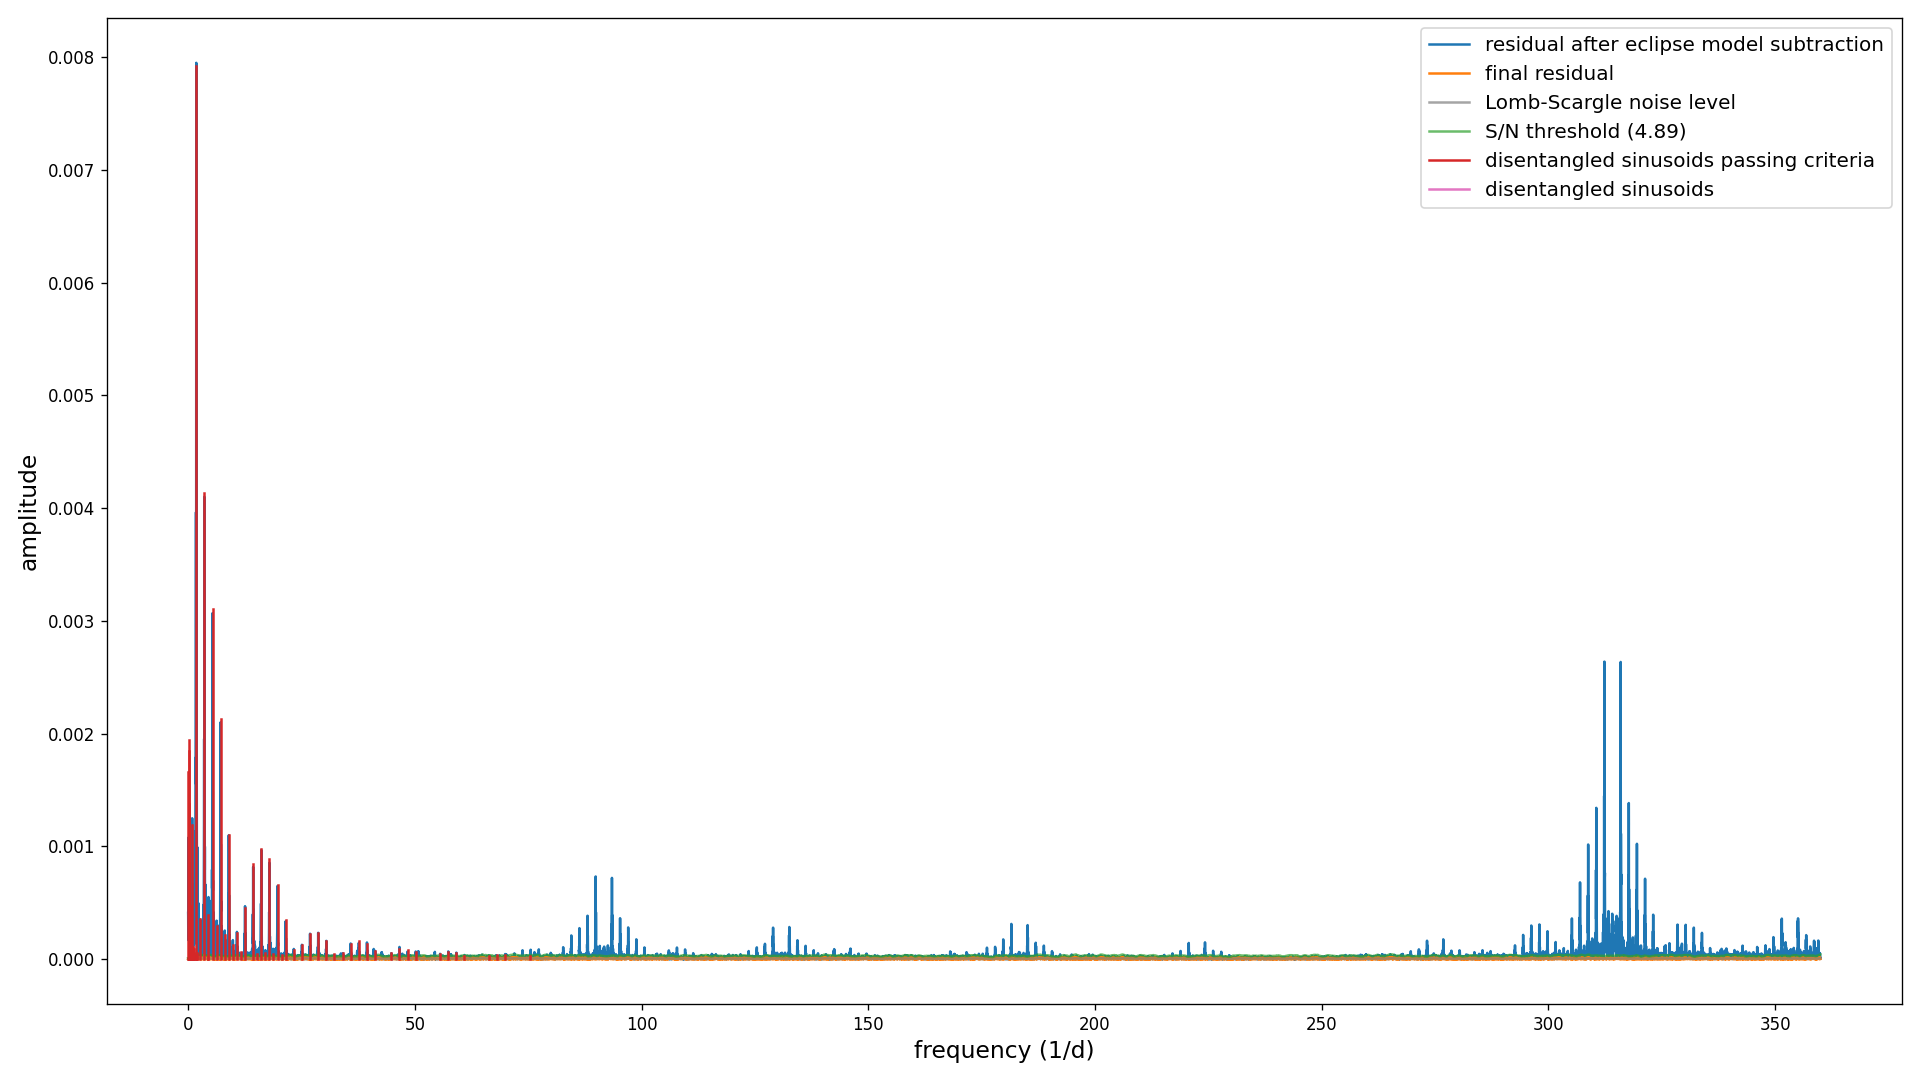 residual after eclipse model subtraction
final residual
Lomb-Scargle noise level
S/N threshold (4.89)
disentangled sinusoids passing criteria
disentangled sinusoids
0.008
0.007
0.006
0.005
0.004
0.003
0.002
0.001
0.000
amplitude
0 50 100 150 200 250 300 350
frequency (1/d)